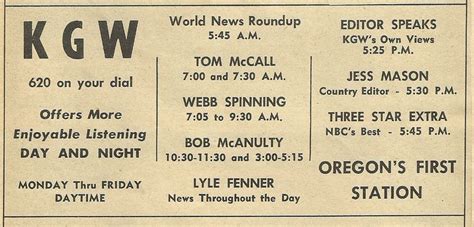 KGW
620 on your dial
Offers More
Enjoyable Listening
DAY AND NIGHT
MONDAY Thru FRIDAY
DAYTIME
World News Roundup
5:45 A.M.
TOM McCALL
7:00 and 7:30 A.M.
WEBB SPINNING
7:05 to 9:30 A.M.
BOB McANULTY
10:30-11:30 and 3:00-5:15
LYLE FENNER
News Throughout the Day
EDITOR SPEAKS
KGW's Own Views
5:25 P.M.
JESS MASON
Country Editor - 5:30 P.M.
THREE STAR EXTRA
NBC's Best - 5:45 P.M.
OREGON'S FIRST
STATION